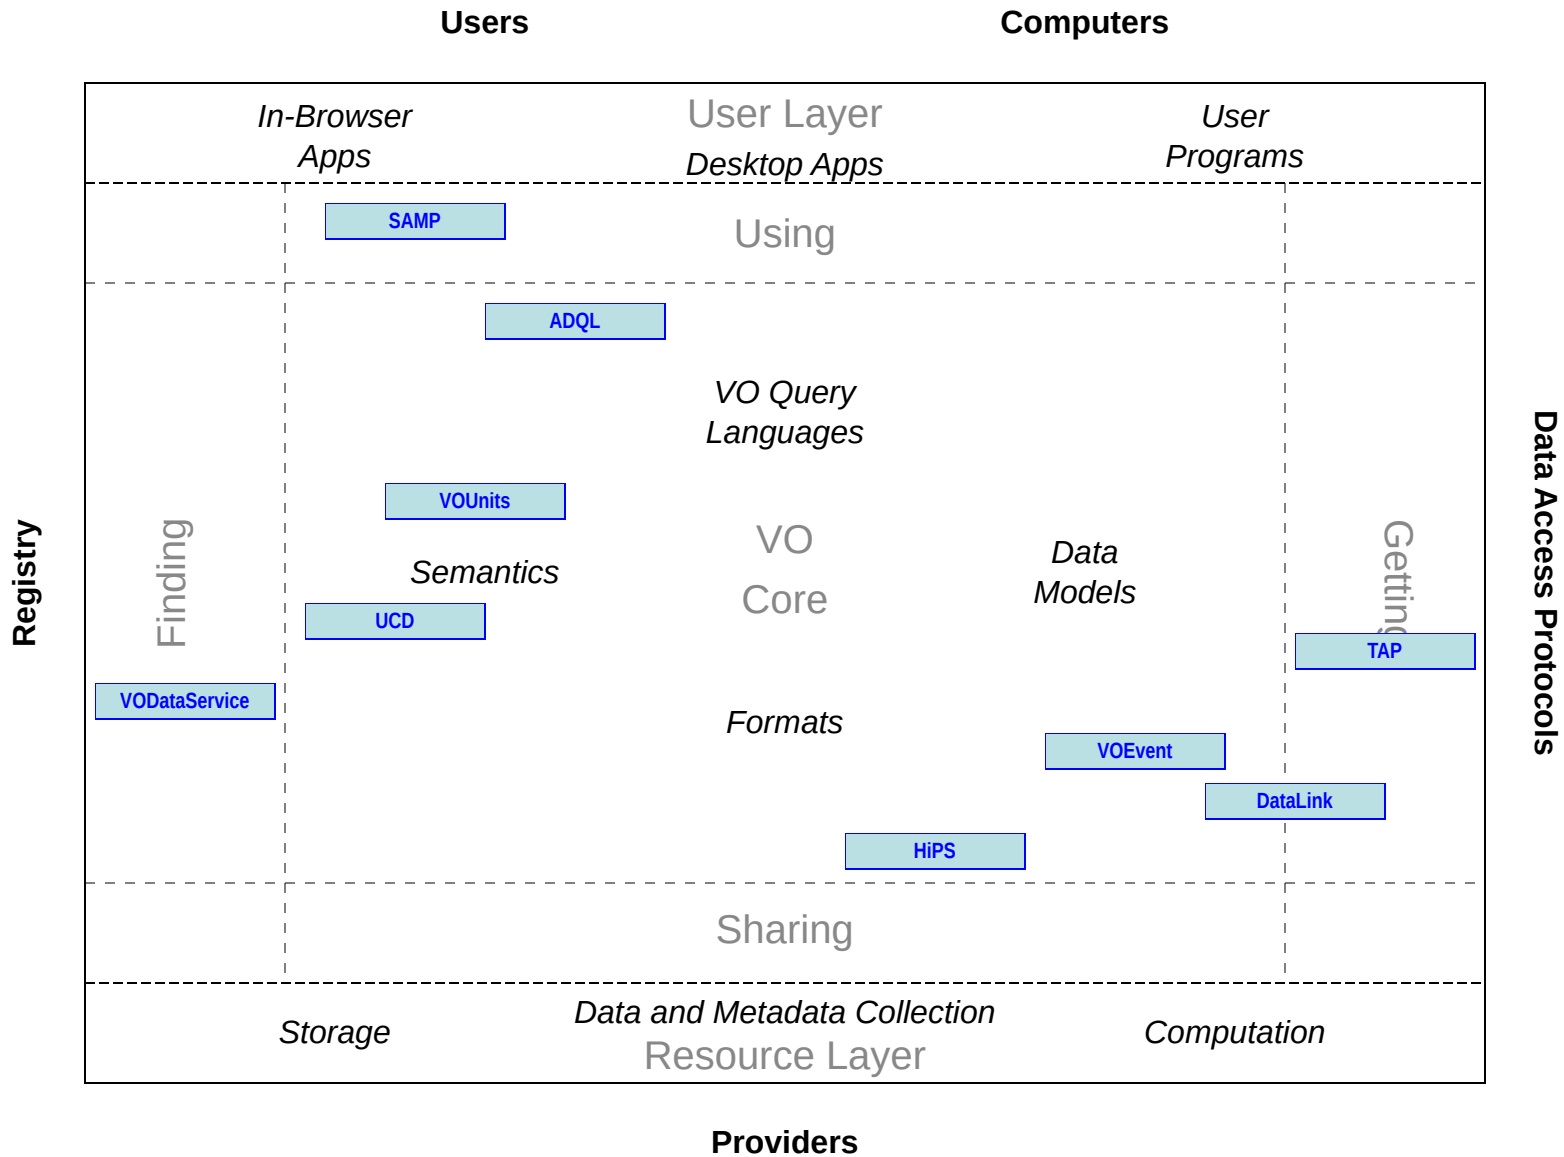 Users
Computers
In-Browser
Apps
User Layer
Desktop Apps
User
Programs
SAMP
Using
ADQL
VO Query
Languages
VOUnits
Semantics
UCD
VO
Core
Data
Models
Registry
Finding
Getting
Data Access Protocols
TAP
VODataService
Formats
VOEvent
DataLink
HiPS
Sharing
Storage
Data and Metadata Collection
Resource Layer
Computation
Providers